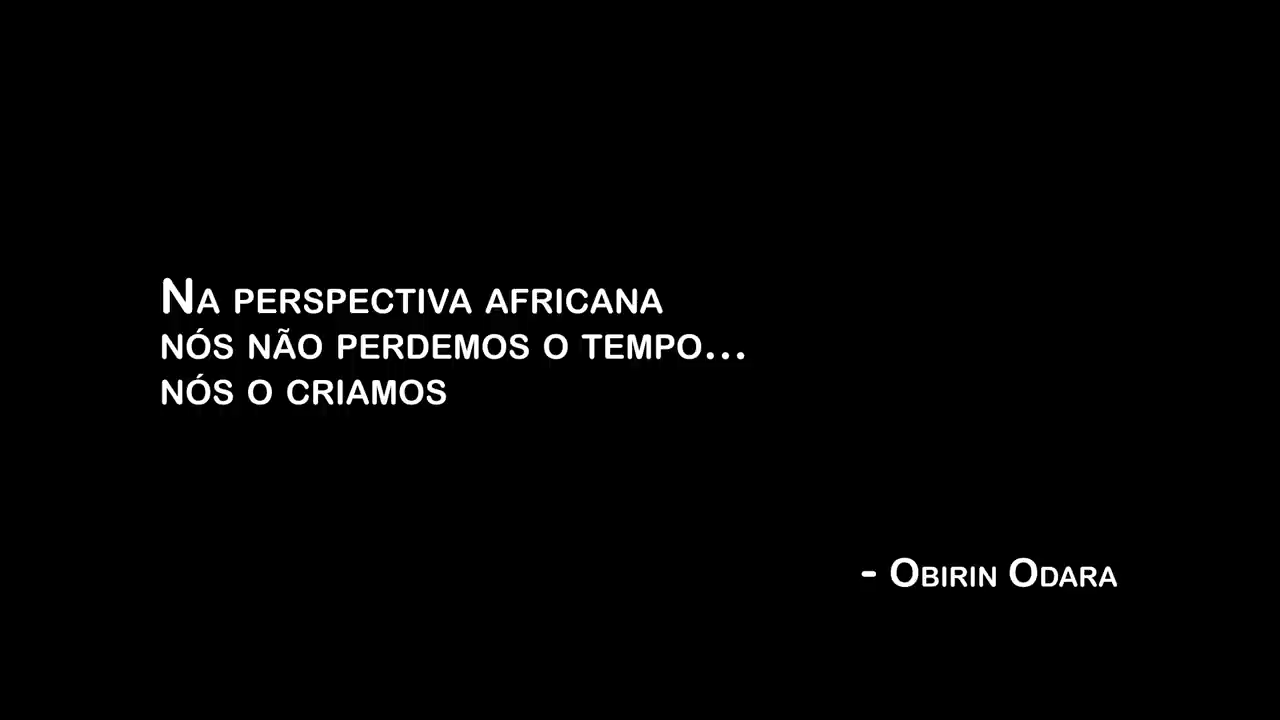 Na perspectiva africana
nós não perdemos o tempo...
nós o criamos
- Obirin Odara